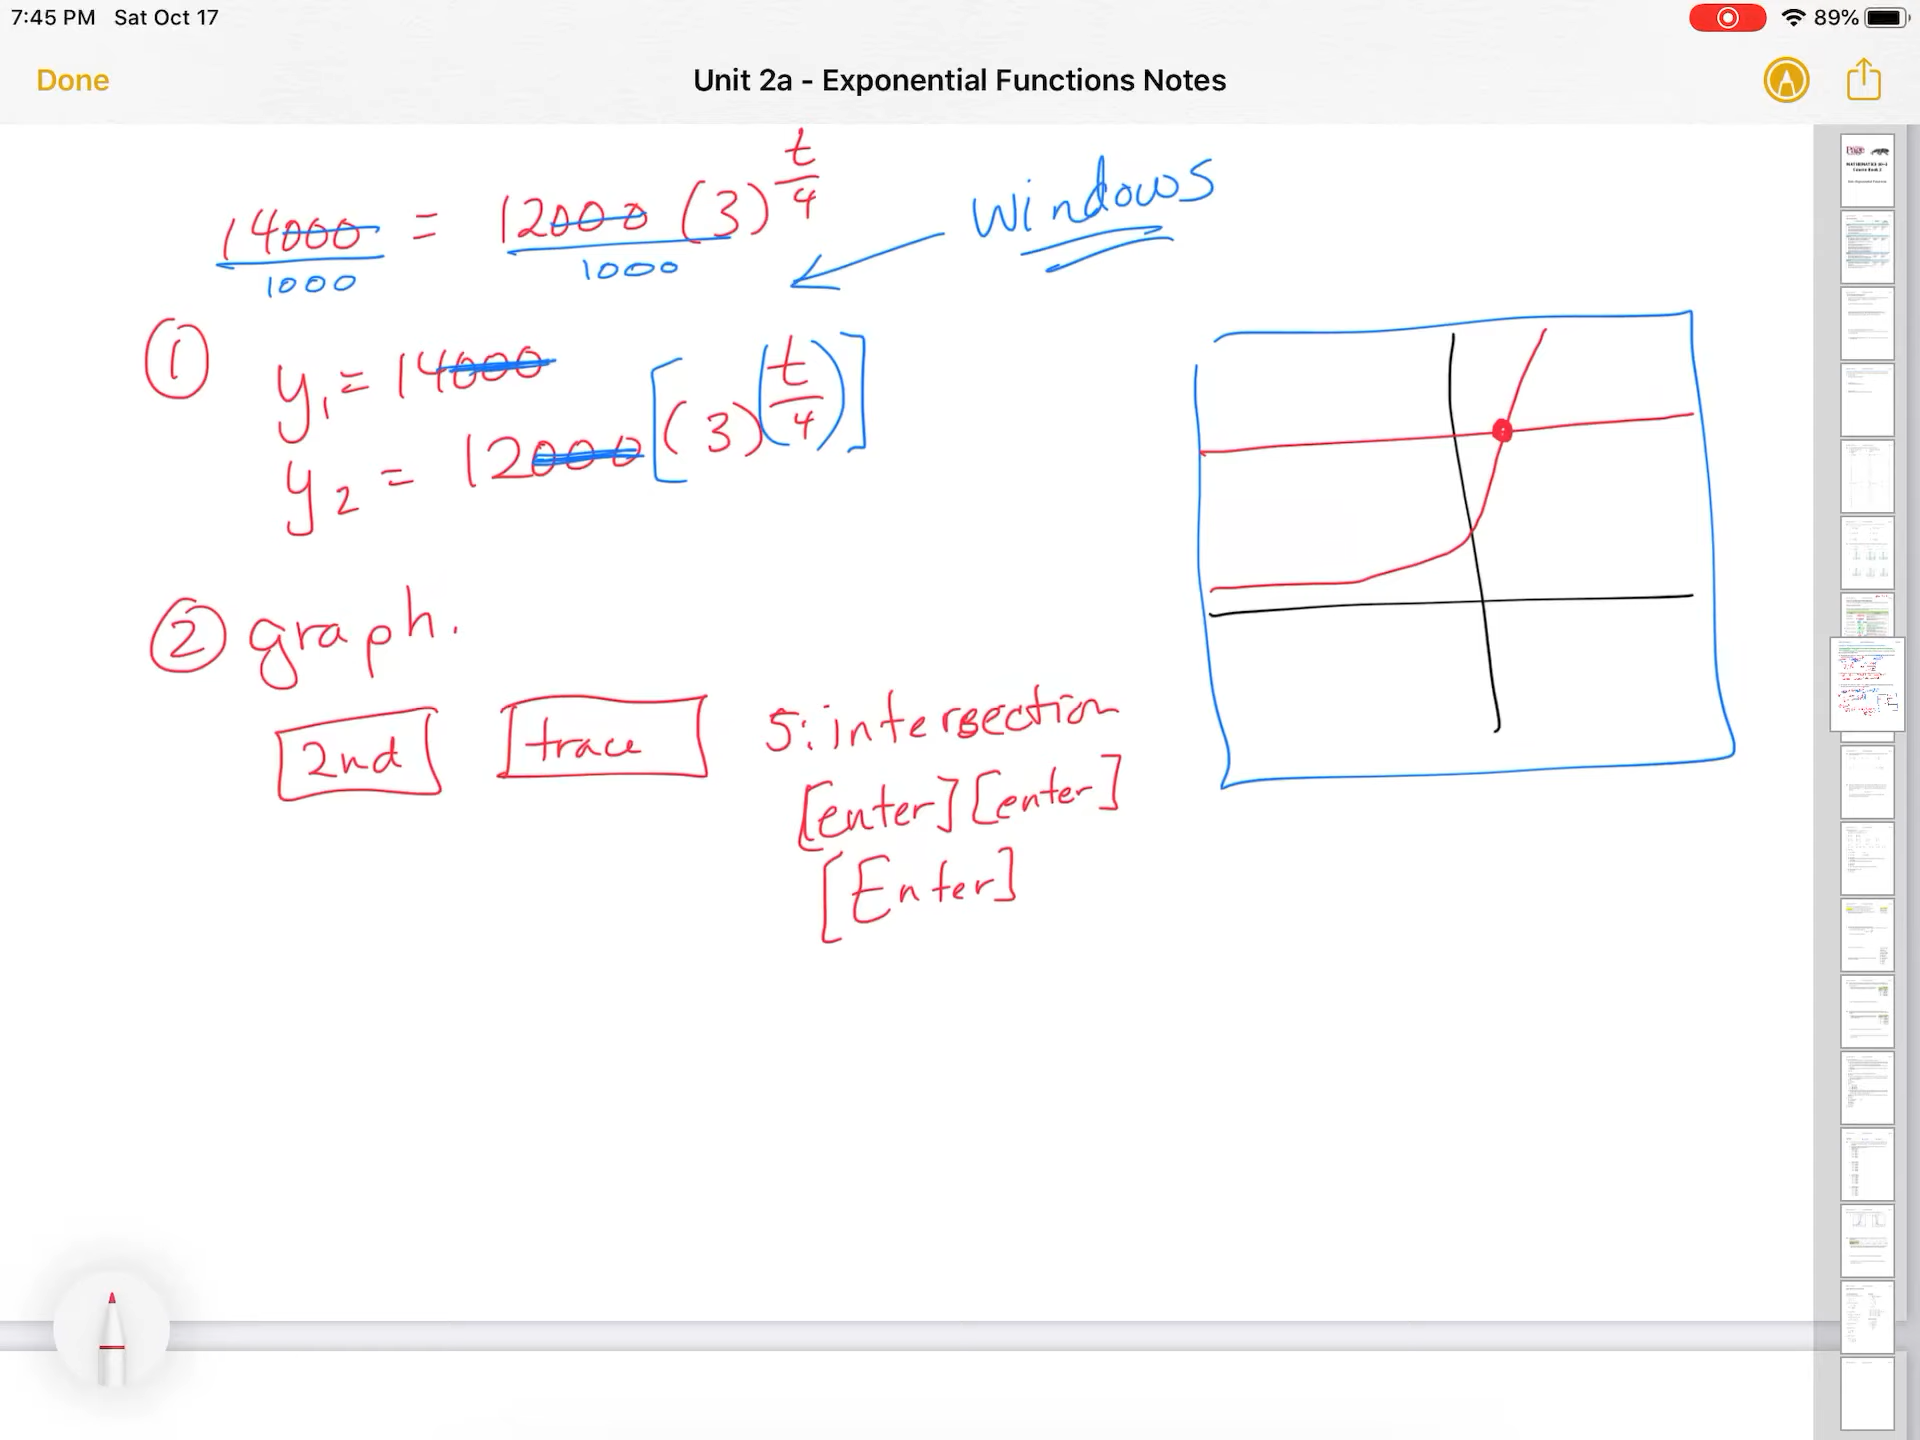 7:45 PM Sat Oct 17 89%
Done Unit 2a - Exponential Functions Notes
14000 = 12000 (3)^(t/4) Windows
1000 1000
① y₁ = 14000
y₂ = 12000 [(3)^(t/4)]
② graph.
2nd trace 5: intersection
[enter] [enter]
[Enter]